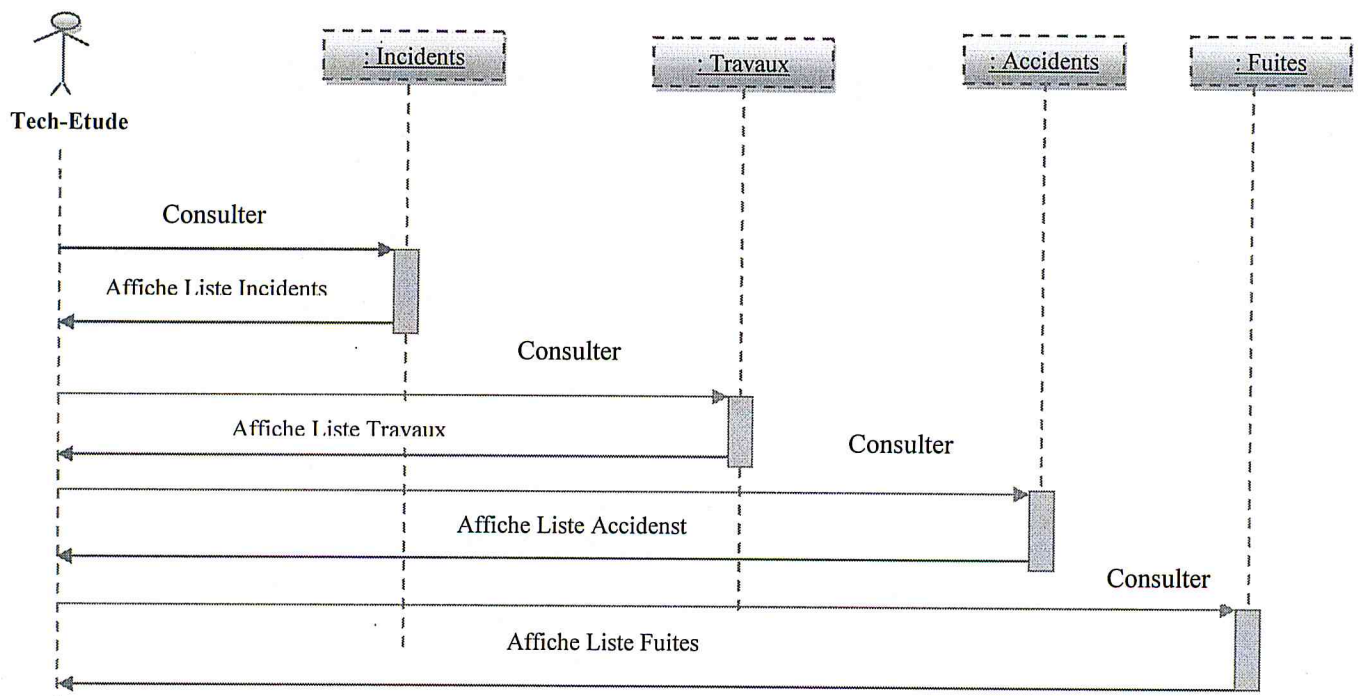 : Incidents
: Travaux
: Accidents
: Fuites
Tech-Etude
Consulter
Affiche Liste Incidents
Consulter
Affiche Liste Travaux
Consulter
Affiche Liste Accidenst
Consulter
Affiche Liste Fuites